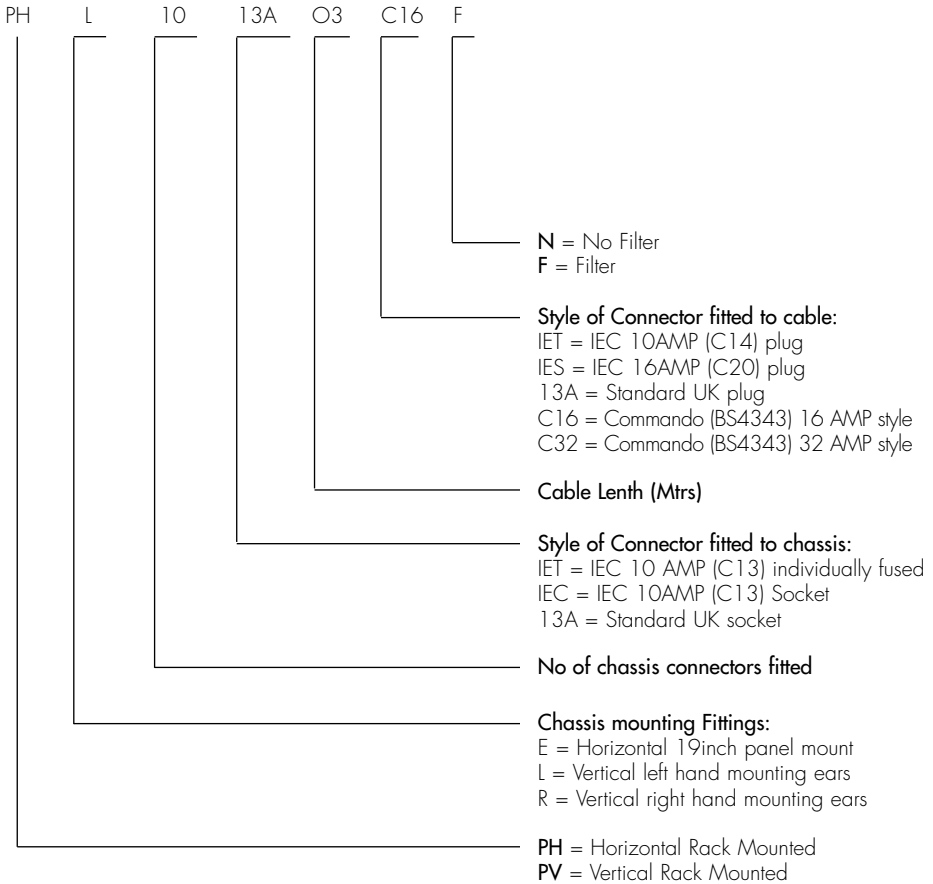 PH L 10 13A O3 C16 F
N = No Filter
F = Filter
Style of Connector fitted to cable:
IET = IEC 10AMP (C14) plug
IES = IEC 16AMP (C20) plug
13A = Standard UK plug
C16 = Commando (BS4343) 16 AMP style
C32 = Commando (BS4343) 32 AMP style
Cable Lenth (Mtrs)
Style of Connector fitted to chassis:
IET = IEC 10 AMP (C13) individually fused
IEC = IEC 10AMP (C13) Socket
13A = Standard UK socket
No of chassis connectors fitted
Chassis mounting Fittings:
E = Horizontal 19inch panel mount
L = Vertical left hand mounting ears
R = Vertical right hand mounting ears
PH = Horizontal Rack Mounted
PV = Vertical Rack Mounted